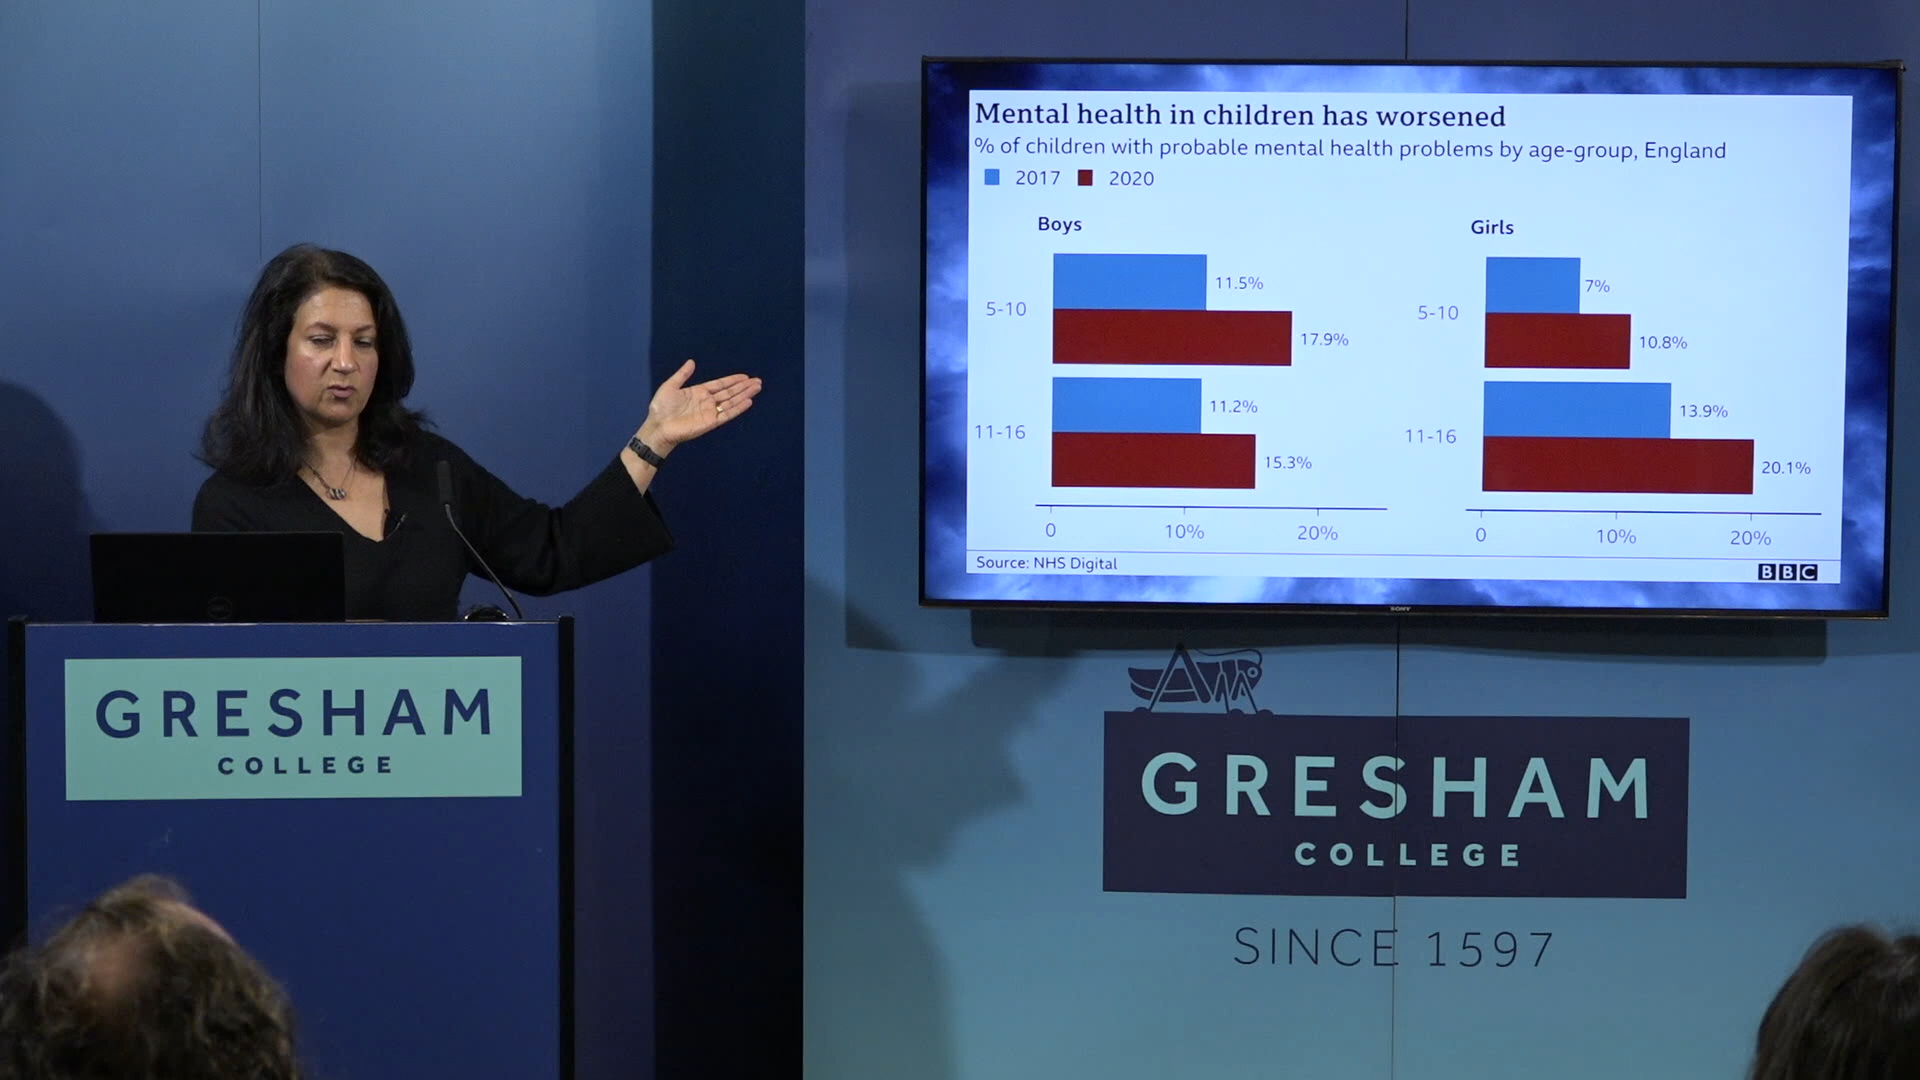 Mental health in children has worsened
% of children with probable mental health problems by age-group, England
2017 2020
Boys
5-10
11.5%
17.9%
11-16
11.2%
15.3%
0 10% 20%
Girls
5-10
7%
10.8%
11-16
13.9%
20.1%
0 10% 20%
Source: NHS Digital
BBC
SONY
GRESHAM
COLLEGE
GRESHAM
COLLEGE
SINCE 1597